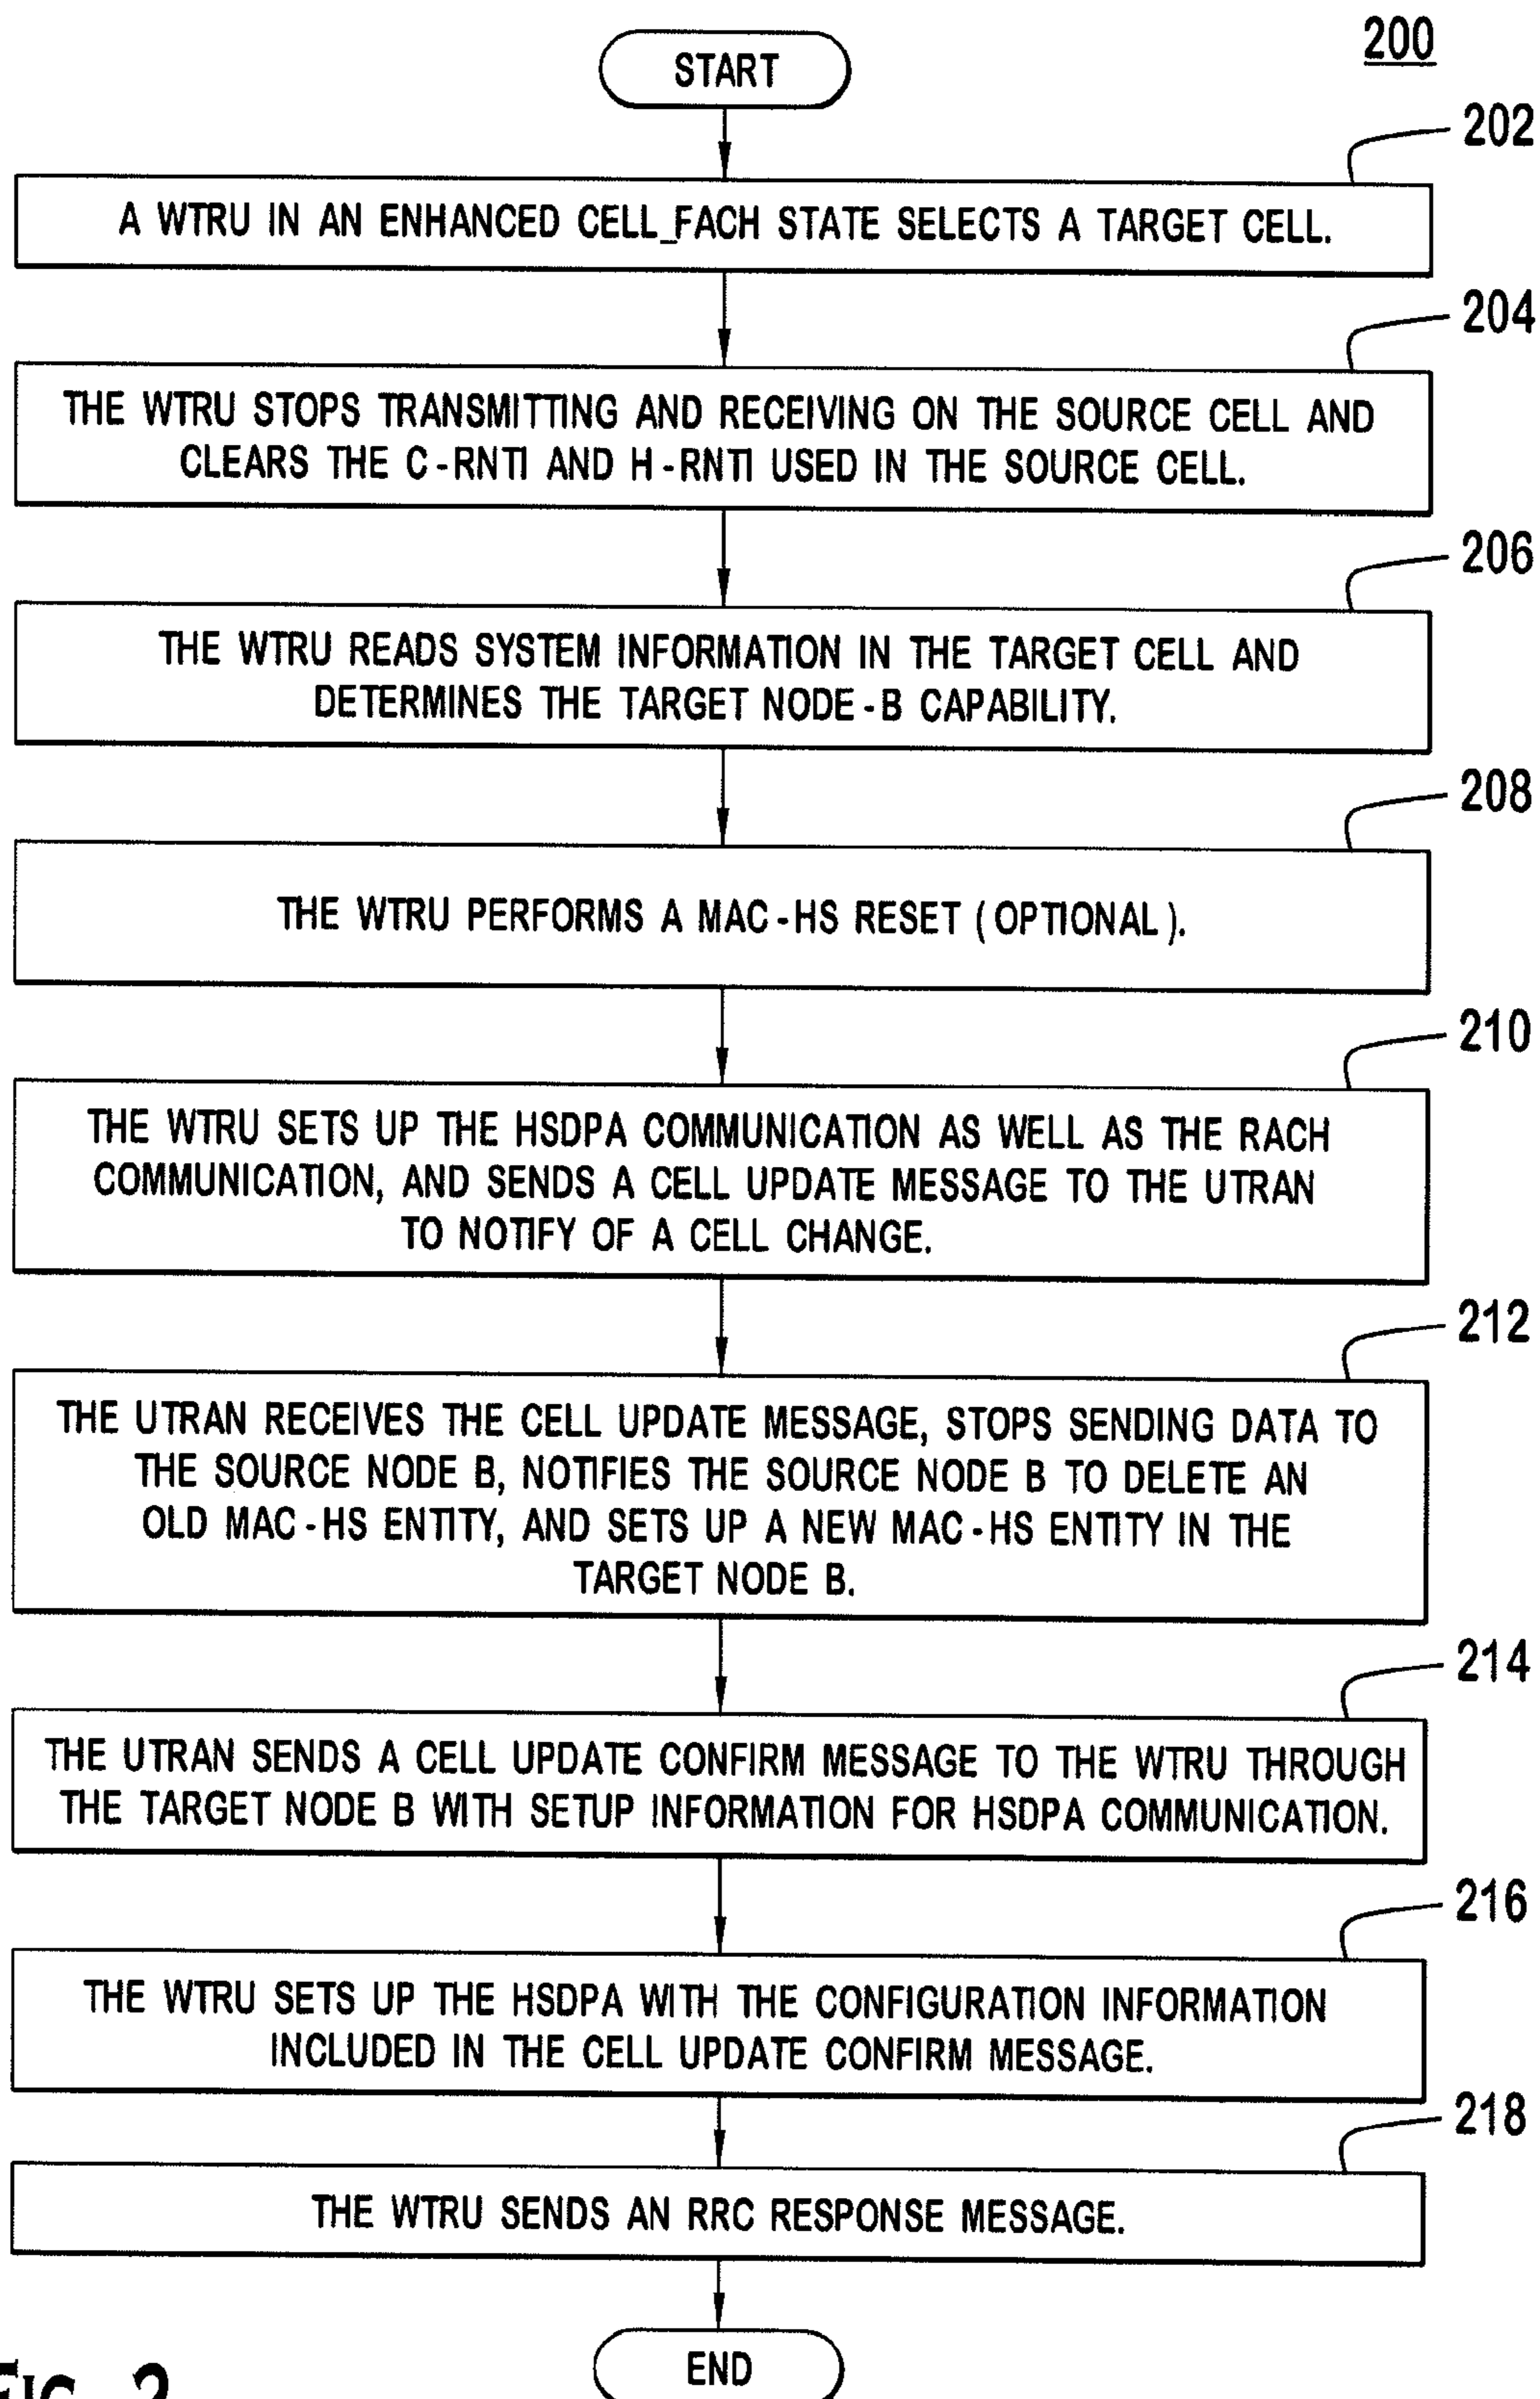 200
START
202
A WTRU IN AN ENHANCED CELL_FACH STATE SELECTS A TARGET CELL.
204
THE WTRU STOPS TRANSMITTING AND RECEIVING ON THE SOURCE CELL AND
CLEARS THE C-RNTI AND H-RNTI USED IN THE SOURCE CELL.
206
THE WTRU READS SYSTEM INFORMATION IN THE TARGET CELL AND
DETERMINES THE TARGET NODE-B CAPABILITY.
208
THE WTRU PERFORMS A MAC-HS RESET (OPTIONAL).
210
THE WTRU SETS UP THE HSDPA COMMUNICATION AS WELL AS THE RACH
COMMUNICATION, AND SENDS A CELL UPDATE MESSAGE TO THE UTRAN
TO NOTIFY OF A CELL CHANGE.
212
THE UTRAN RECEIVES THE CELL UPDATE MESSAGE, STOPS SENDING DATA TO
THE SOURCE NODE B, NOTIFIES THE SOURCE NODE B TO DELETE AN
OLD MAC-HS ENTITY, AND SETS UP A NEW MAC-HS ENTITY IN THE
TARGET NODE B.
214
THE UTRAN SENDS A CELL UPDATE CONFIRM MESSAGE TO THE WTRU THROUGH
THE TARGET NODE B WITH SETUP INFORMATION FOR HSDPA COMMUNICATION.
216
THE WTRU SETS UP THE HSDPA WITH THE CONFIGURATION INFORMATION
INCLUDED IN THE CELL UPDATE CONFIRM MESSAGE.
218
THE WTRU SENDS AN RRC RESPONSE MESSAGE.
END